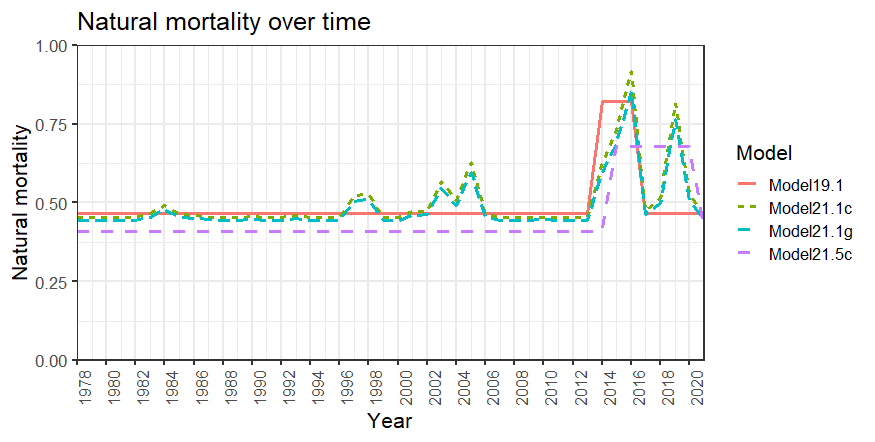 Natural mortality over time
1.00
0.75
0.50
0.25
0.00
Natural mortality
1978 1980 1982 1984 1986 1988 1990 1992 1994 1996 1998 2000 2002 2004 2006 2008 2010 2012 2014 2016 2018 2020
Year
Model
Model19.1
Model21.1c
Model21.1g
Model21.5c